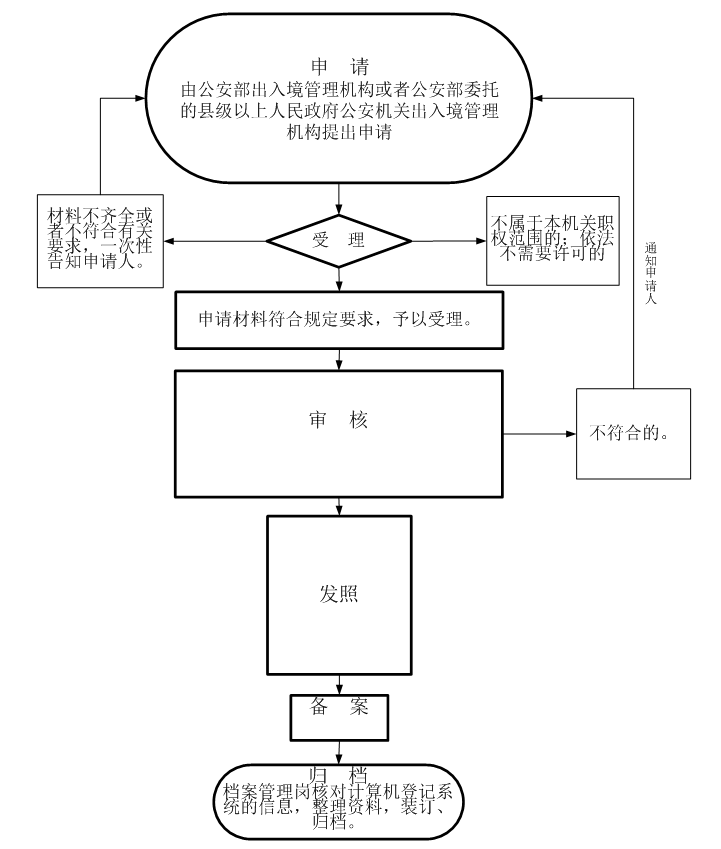 申 请
由公安部出入境管理机构或者公安部委托
的县级以上人民政府公安机关出入境管理
机构提出申请
材料不齐全或
者不符合有关
要求，一次性
告知申请人。
受 理
不属于本机关职
权范围的；依法
不需要许可的
通知申请人
申请材料符合规定要求，予以受理。
审 核
不符合的。
发照
备 案
归 档
档案管理岗核对计算机登记系
统的信息，整理资料，装订、
归档。